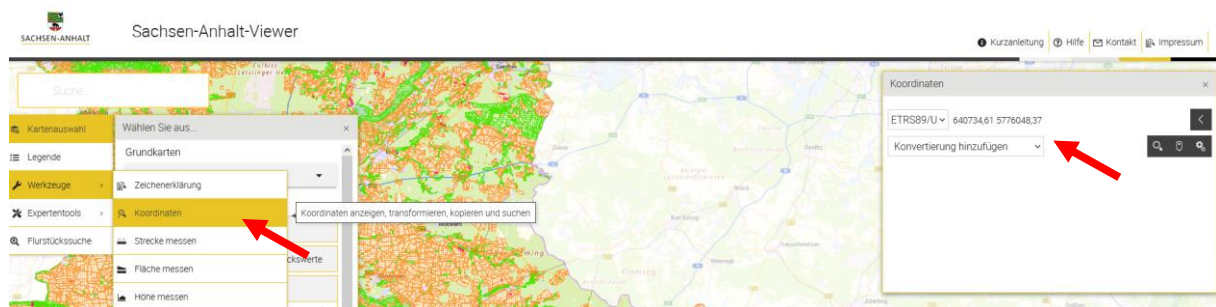 SACHSEN-ANHALT
Sachsen-Anhalt-Viewer
Kurzanleitung Hilfe Kontakt Impressum
Suche...
Kartenauswahl
Legende
Werkzeuge >
Expertentools >
Flurstückssuche
Wählen Sie aus... ×
Grundkarten
Zeichenerklärung
Koordinaten
Strecke messen
Fläche messen
Höhe messen
Koordinaten anzeigen, transformieren, kopieren und suchen
ckswerte
Möckern
Koordinaten ×
ETRS89/U 640734,61 5776048,37
Konvertierung hinzufügen